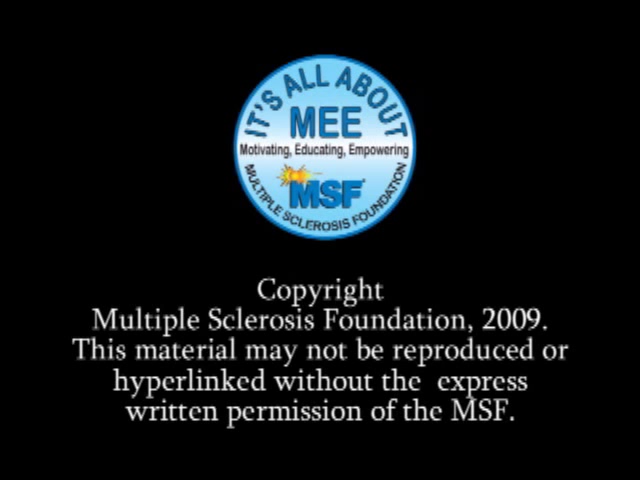 IT'S ALL ABOUT
MEE
Motivating, Educating, Empowering
MSF
MULTIPLE SCLEROSIS FOUNDATION
Copyright
Multiple Sclerosis Foundation, 2009.
This material may not be reproduced or
hyperlinked without the  express
written permission of the MSF.